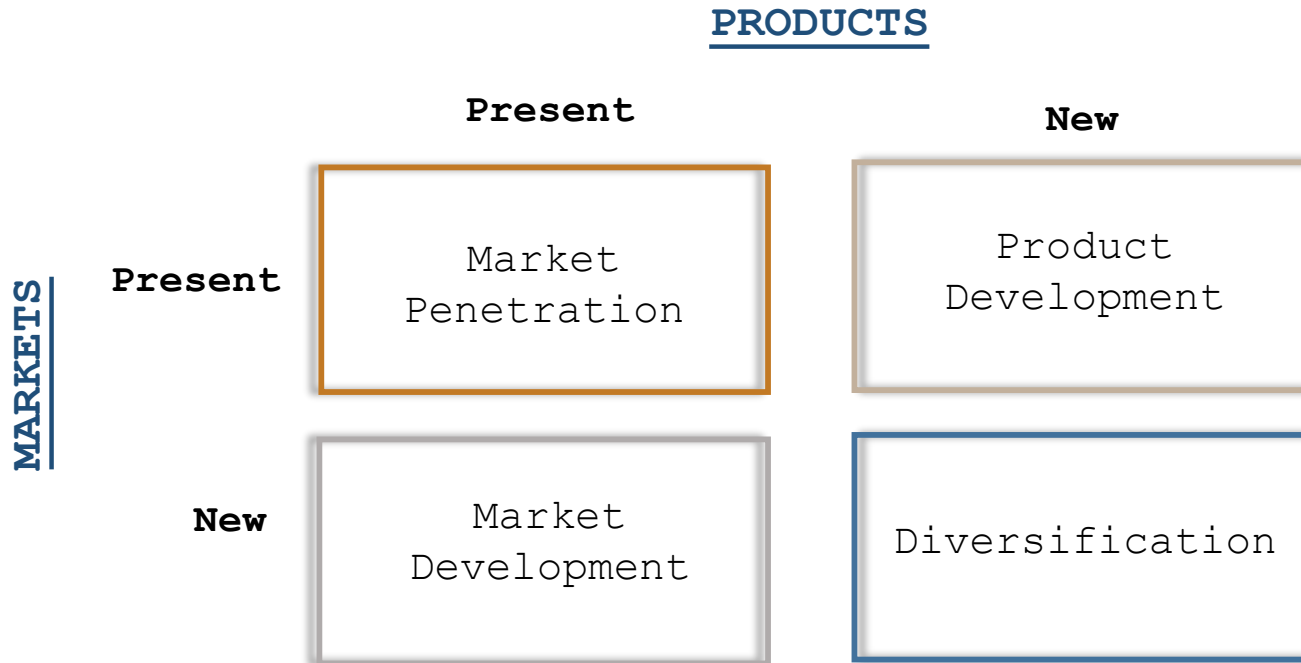 PRODUCTS
Present
New
MARKETS
Present
Market
Penetration
Product
Development
New
Market
Development
Diversification